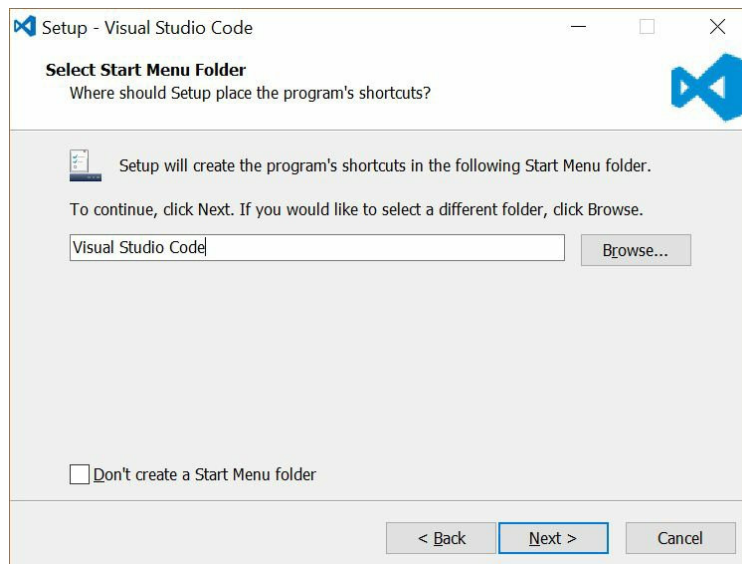 Setup - Visual Studio Code
Select Start Menu Folder
Where should Setup place the program's shortcuts?
Setup will create the program's shortcuts in the following Start Menu folder.
To continue, click Next. If you would like to select a different folder, click Browse.
Visual Studio Code
Browse...
Don't create a Start Menu folder
< Back
Next >
Cancel